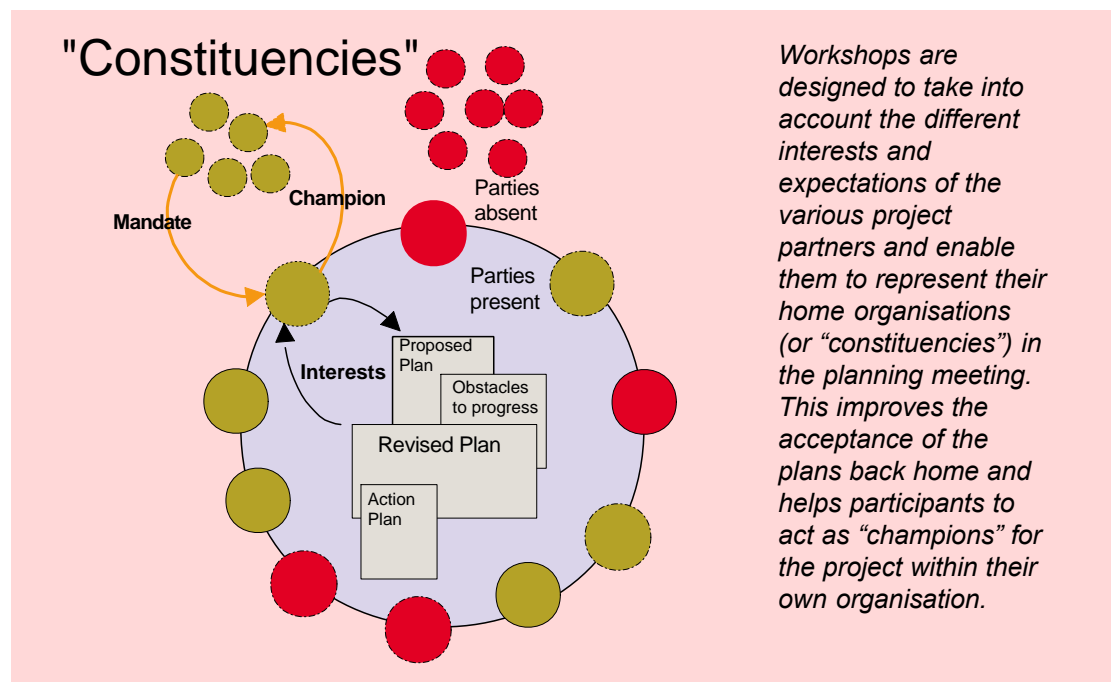 "Constituencies"
Parties
absent
Champion
Mandate
Parties
present
Interests
Proposed
Plan
Obstacles
to progress
Revised Plan
Action
Plan
Workshops are
designed to take into
account the different
interests and
expectations of the
various project
partners and enable
them to represent their
home organisations
(or “constituencies”) in
the planning meeting.
This improves the
acceptance of the
plans back home and
helps participants to
act as “champions” for
the project within their
own organisation.